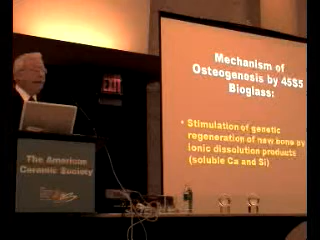 EXIT
Mechanism of
Osteogenesis by 45S5
Bioglass:
• Stimulation of genetic
regeneration of new bone by
ionic dissolution products
(soluble Ca and Si)
The American
Ceramic Society